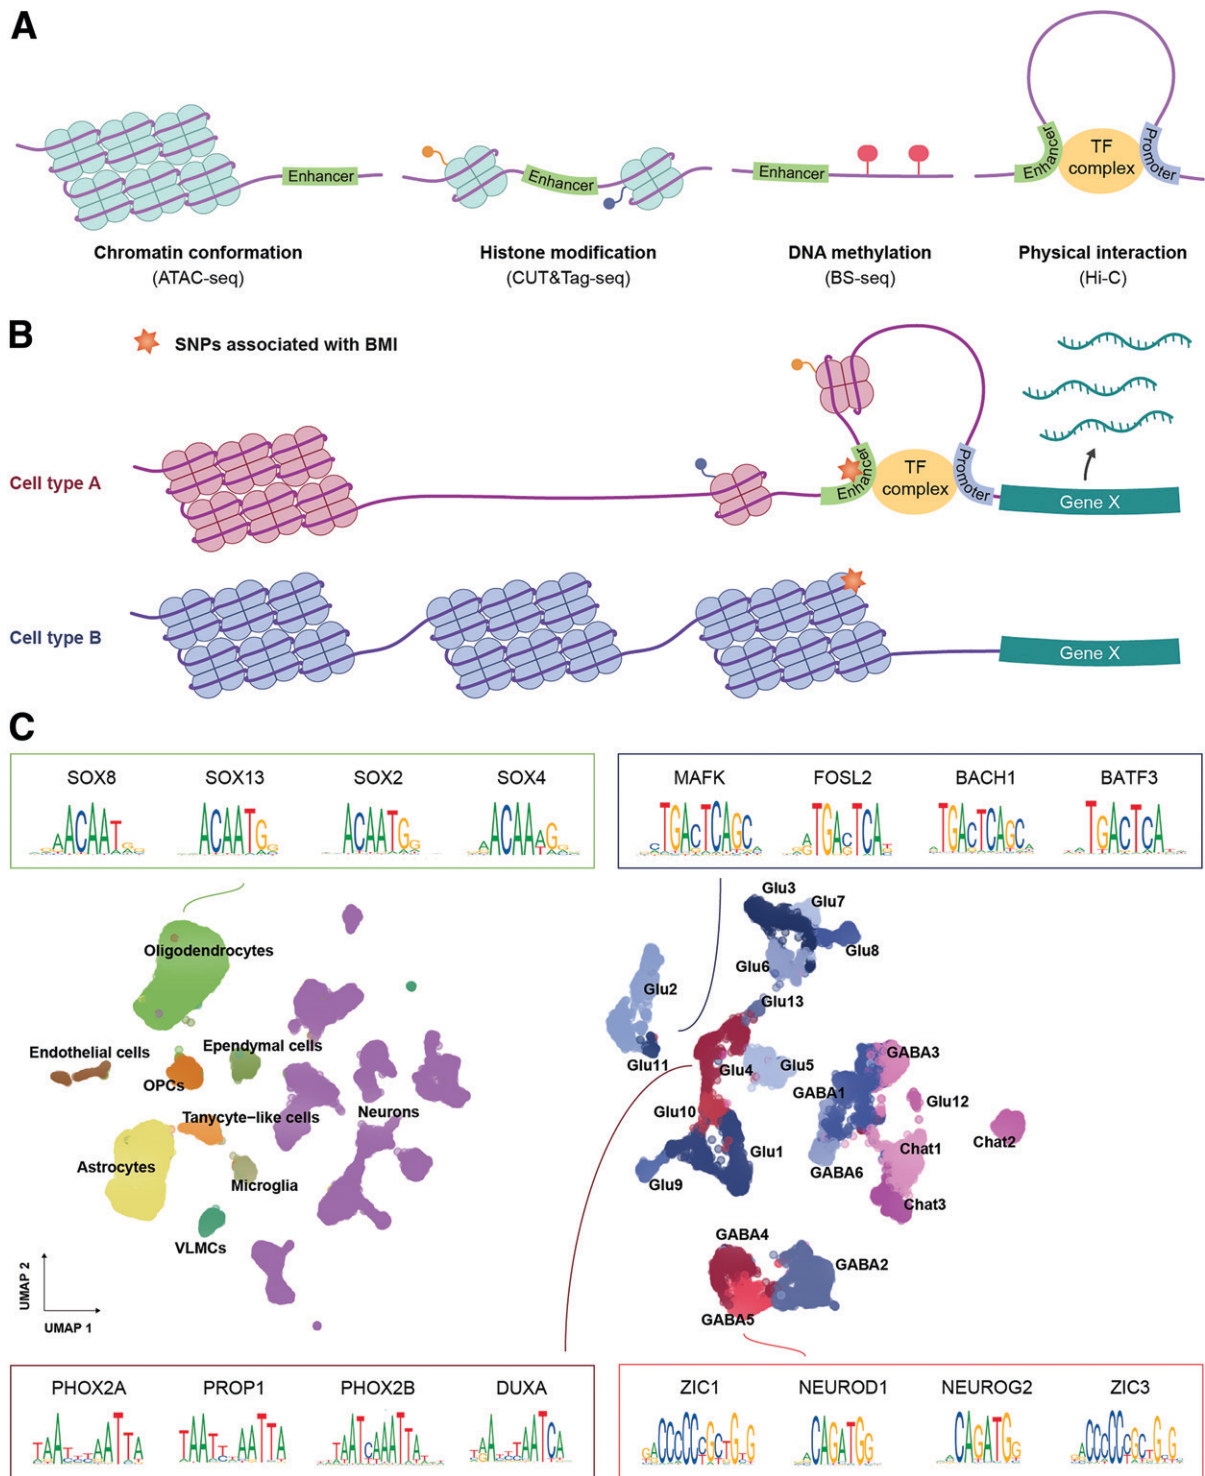 A
Enhancer
Enhancer
Enhancer
Enhancer
TF
complex
Promoter
Chromatin conformation
(ATAC-seq)
Histone modification
(CUT&Tag-seq)
DNA methylation
(BS-seq)
Physical interaction
(Hi-C)
B
SNPs associated with BMI
Cell type A
Enhancer
TF
complex
Promoter
Gene X
Cell type B
Gene X
C
SOX8 SOX13 SOX2 SOX4
MAFK FOSL2 BACH1 BATF3
Oligodendrocytes
Endothelial cells
Ependymal cells
OPCs
Tanycyte-like cells
Neurons
Astrocytes
Microglia
VLMCs
UMAP 2
UMAP 1
Glu3
Glu7
Glu8
Glu6
Glu2
Glu13
Glu11
Glu4
Glu5
GABA3
GABA1
Glu10
Glu12
Glu1
Chat1
Chat2
GABA6
Glu9
Chat3
GABA4
GABA2
GABA5
PHOX2A PROP1 PHOX2B DUXA
ZIC1 NEUROD1 NEUROG2 ZIC3